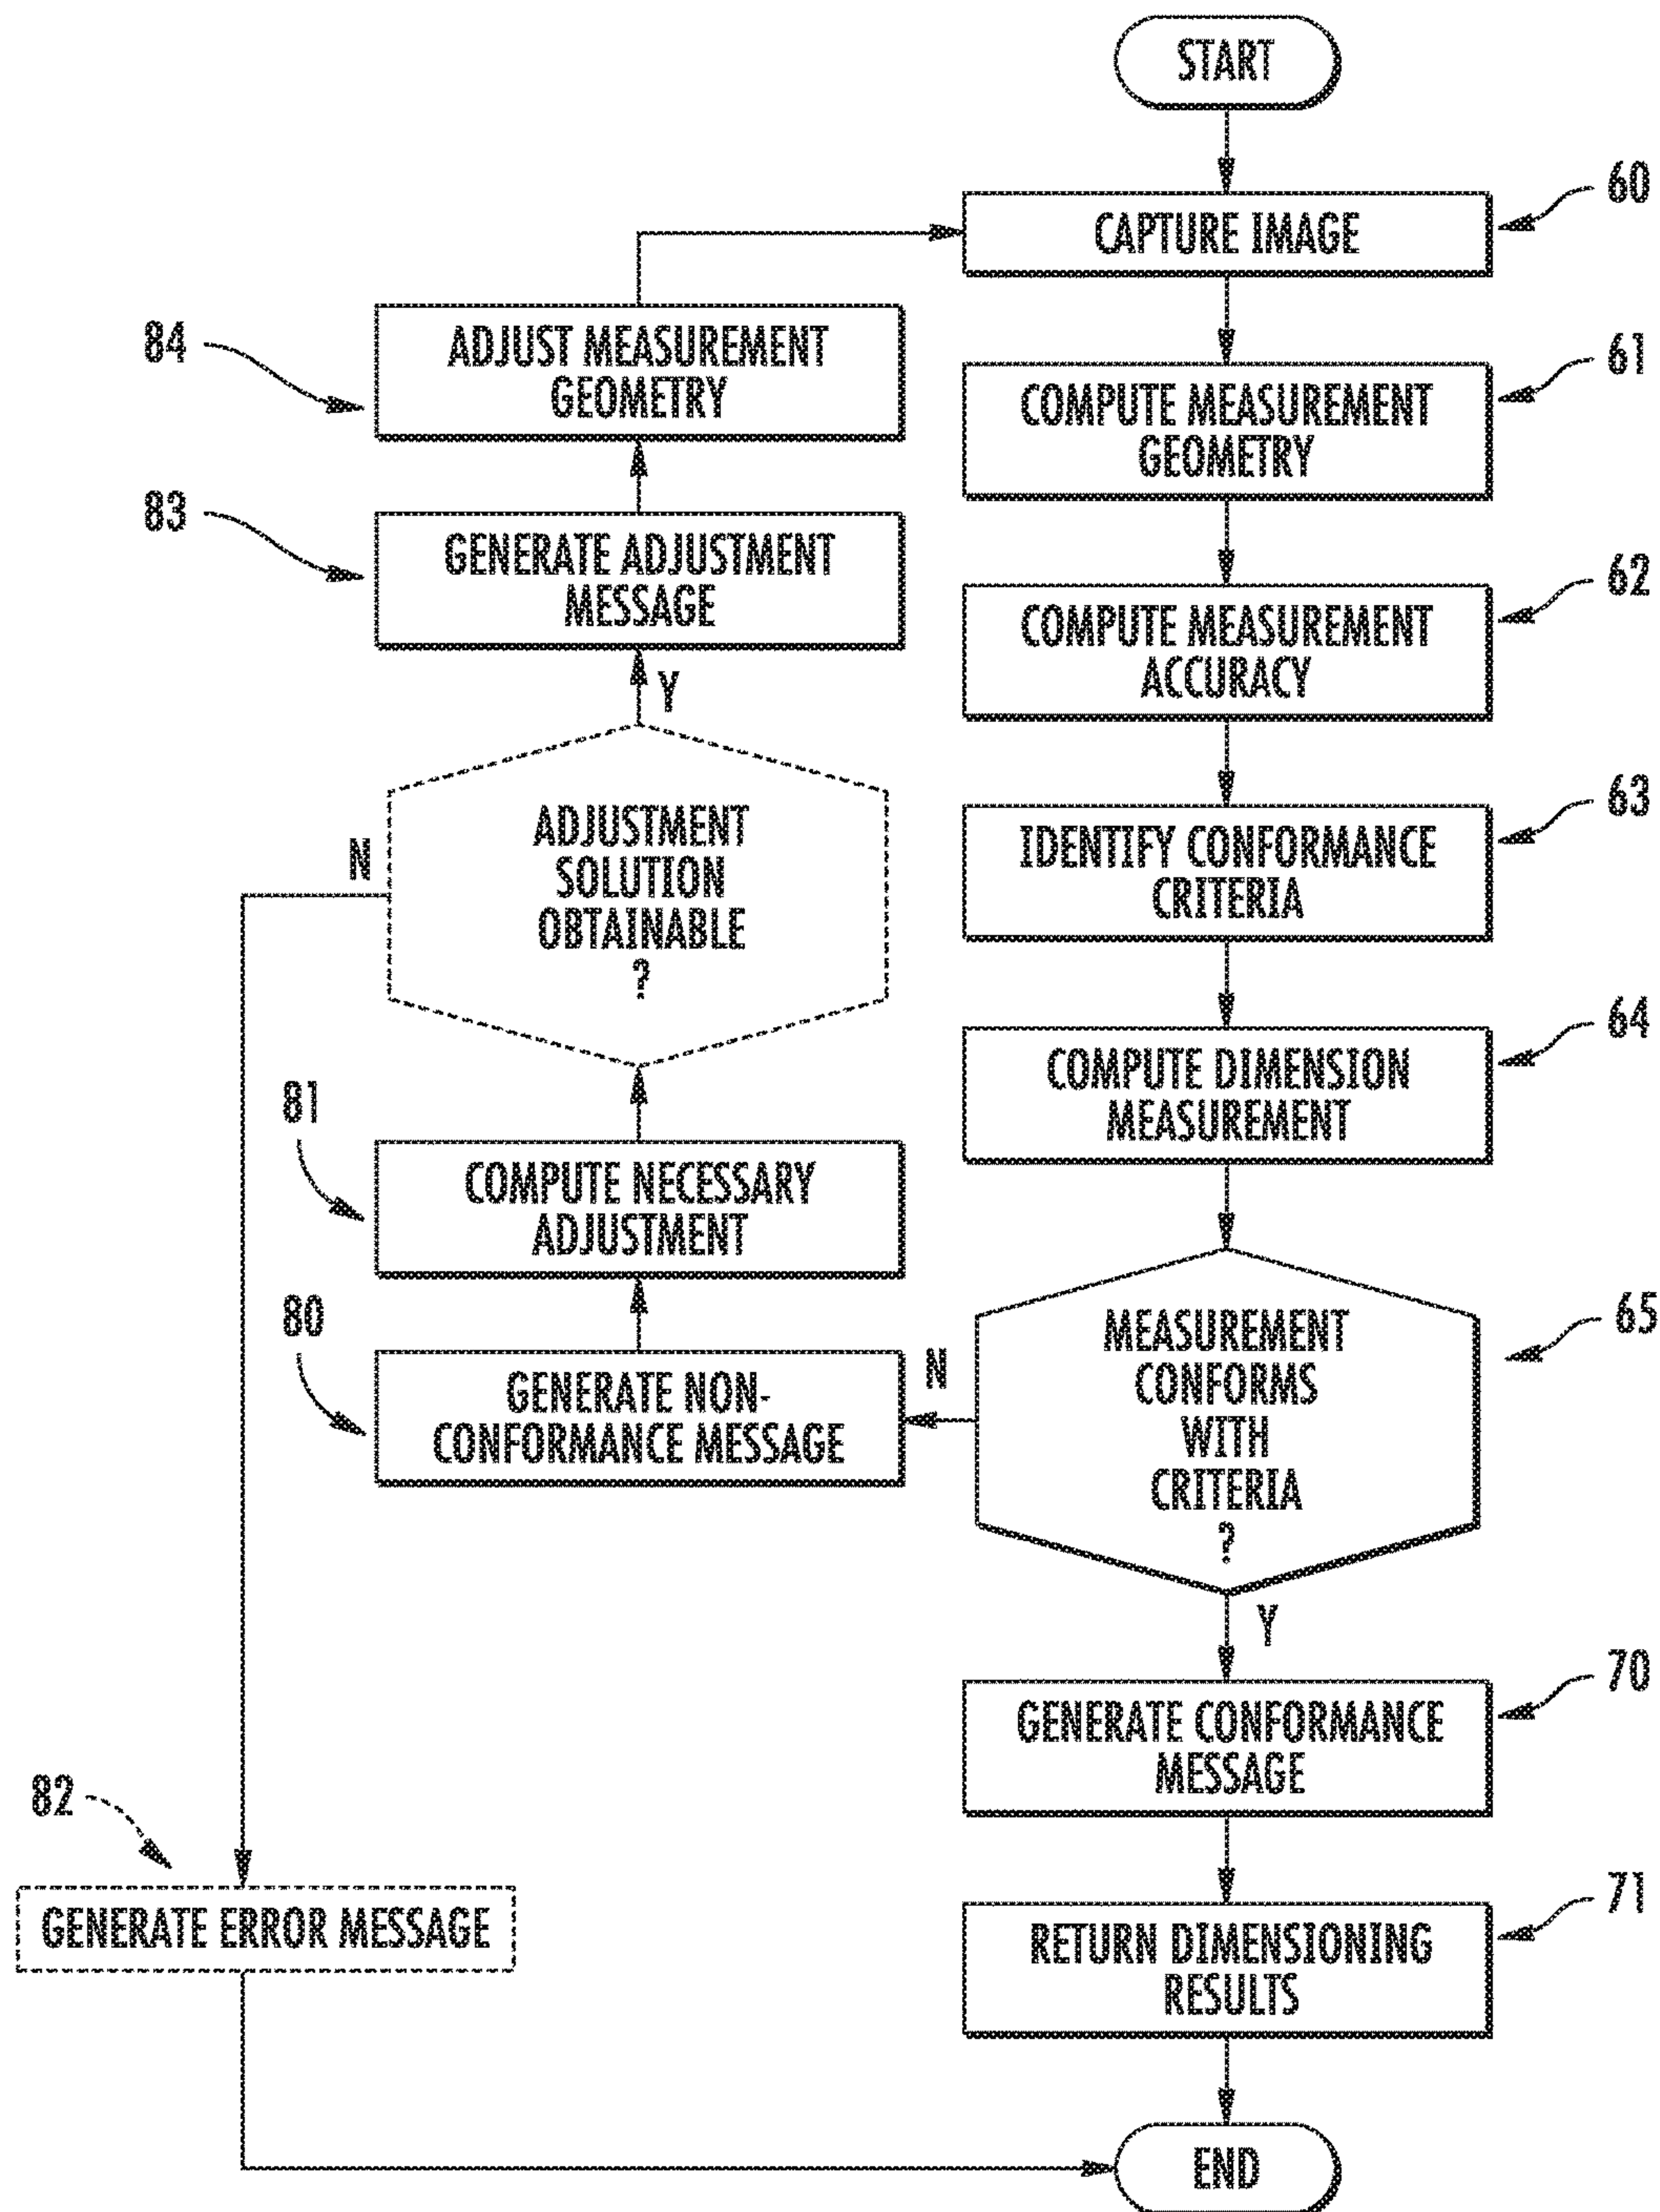 START
60
CAPTURE IMAGE
61
COMPUTE MEASUREMENT
GEOMETRY
62
COMPUTE MEASUREMENT
ACCURACY
63
IDENTIFY CONFORMANCE
CRITERIA
64
COMPUTE DIMENSION
MEASUREMENT
65
MEASUREMENT
CONFORMS
WITH
CRITERIA
?
N
Y
70
GENERATE CONFORMANCE
MESSAGE
71
RETURN DIMENSIONING
RESULTS
END
80
GENERATE NON-
CONFORMANCE MESSAGE
81
COMPUTE NECESSARY
ADJUSTMENT
ADJUSTMENT
SOLUTION
OBTAINABLE
?
N
Y
83
GENERATE ADJUSTMENT
MESSAGE
84
ADJUST MEASUREMENT
GEOMETRY
82
GENERATE ERROR MESSAGE